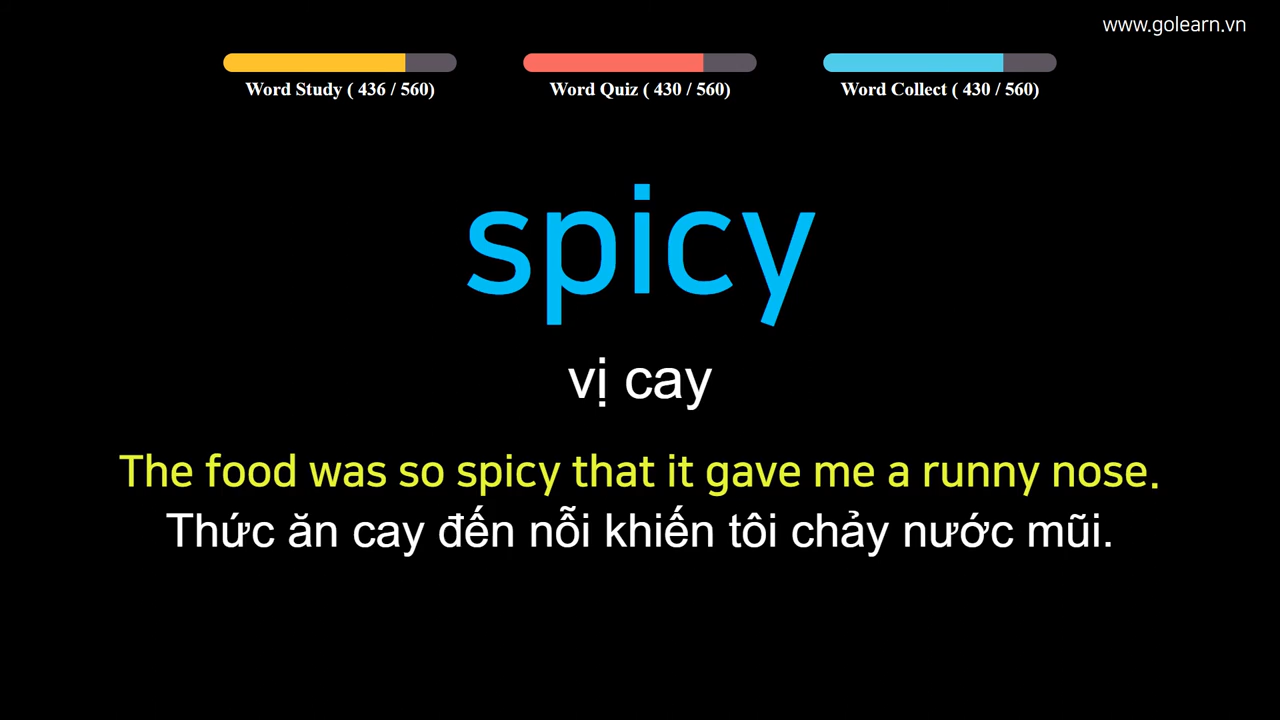 www.golearn.vn
Word Study ( 436 / 560)
Word Quiz ( 430 / 560)
Word Collect ( 430 / 560)
spicy
vị cay
The food was so spicy that it gave me a runny nose.
Thức ăn cay đến nỗi khiến tôi chảy nước mũi.